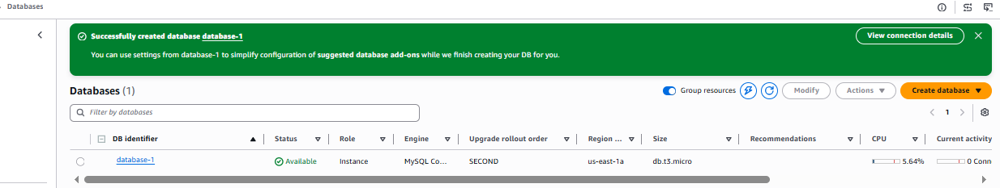 Databases
Successfully created database database-1
View connection details
You can use settings from database-1 to simplify configuration of suggested database add-ons while we finish creating your DB for you.
Databases (1)
Group resources
Modify
Actions
Create database
Filter by databases
1
DB identifier Status Role Engine Upgrade rollout order Region ... Size Recommendations CPU Current activity
database-1 Available Instance MySQL Co... SECOND us-east-1a db.t3.micro 5.64% 0 Conn